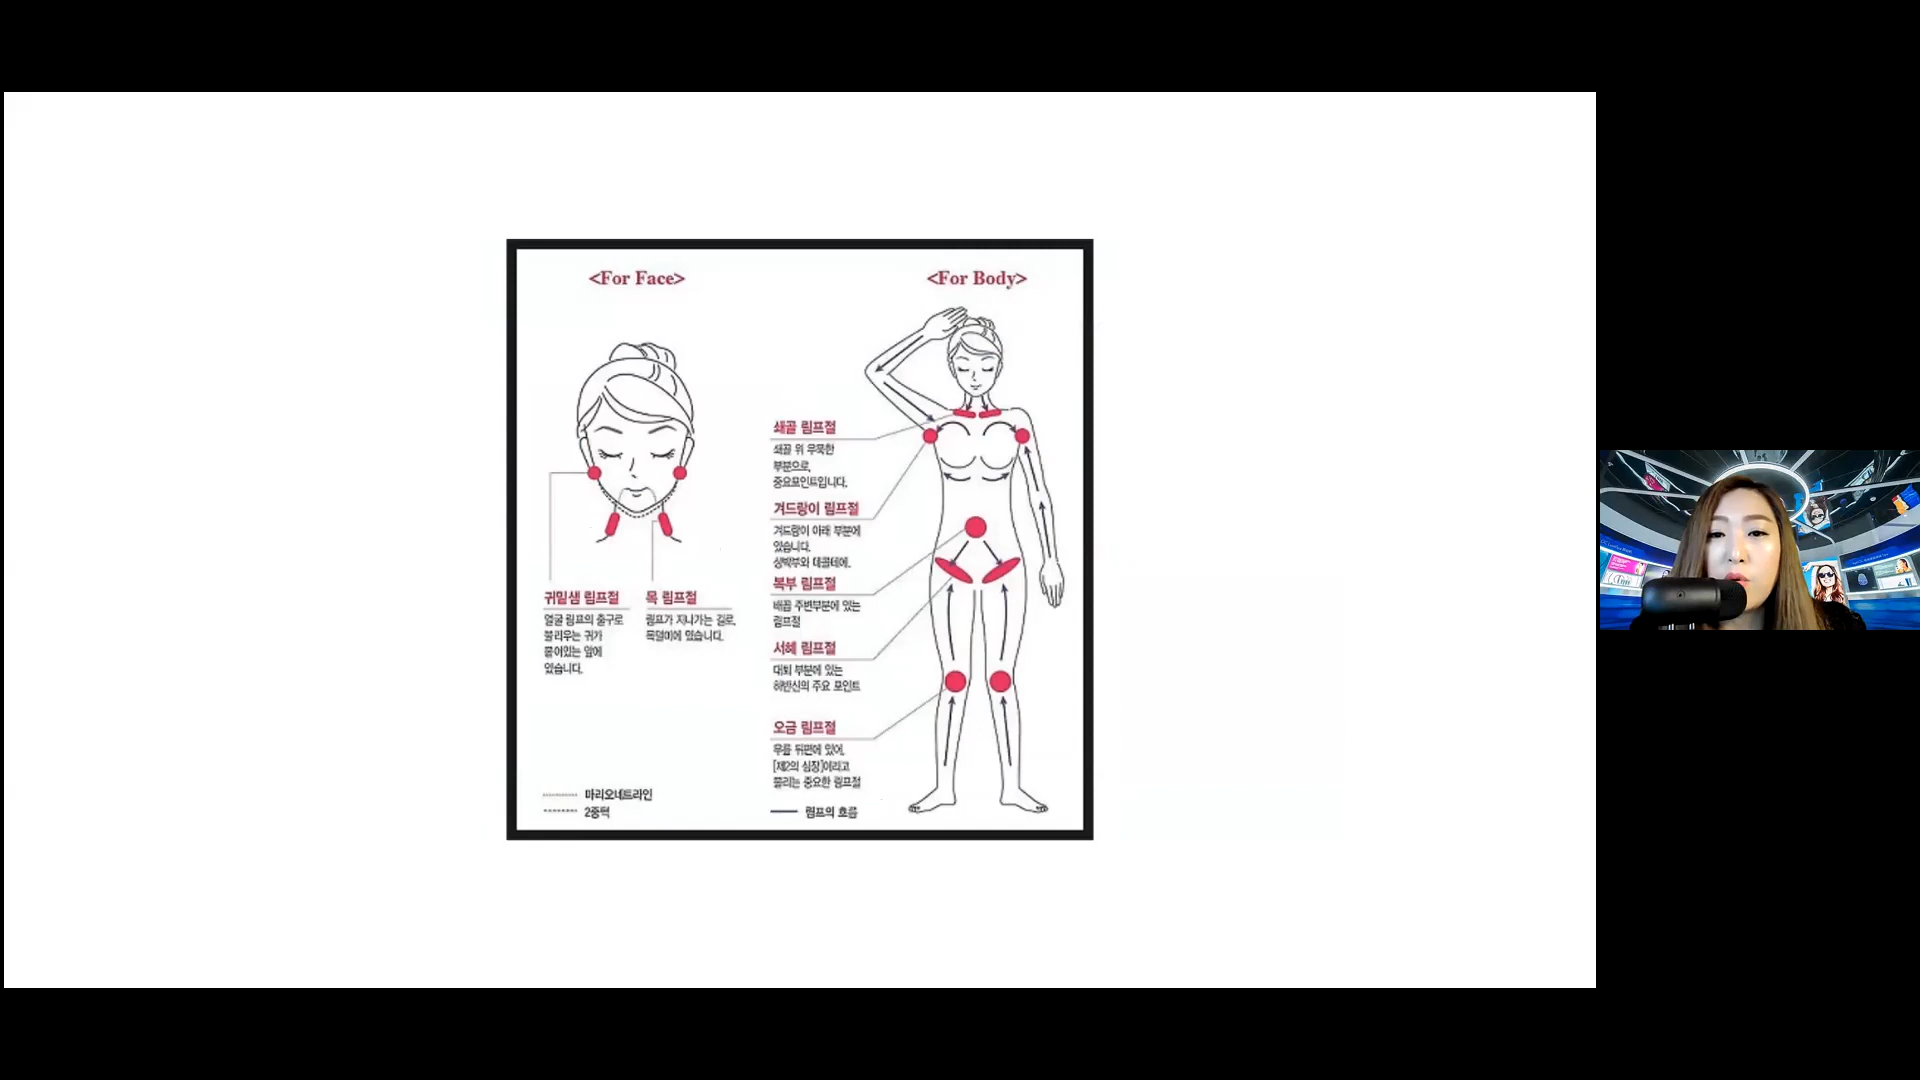 <For Face>
<For Body>
귀밑샘 림프절
얼굴 림프의 출구로
불리우는 귀가
붙어있는 앞에
있습니다.
목 림프절
림프가 지나가는 길로,
목덜미에 있습니다.
마리오네트라인
2중턱
쇄골 림프절
쇄골 위 우묵한
부분으로,
중요포인트입니다.
겨드랑이 림프절
겨드랑이 아래 부분에
있습니다.
상박부와 데콜테에.
복부 림프절
배꼽 주변부분에 있는
림프절
서혜 림프절
대퇴 부분에 있는
하반신의 주요 포인트
오금 림프절
무릎 뒤편에 있어,
[제2의 심장]이라고
불리는 중요한 림프절
림프의 흐름